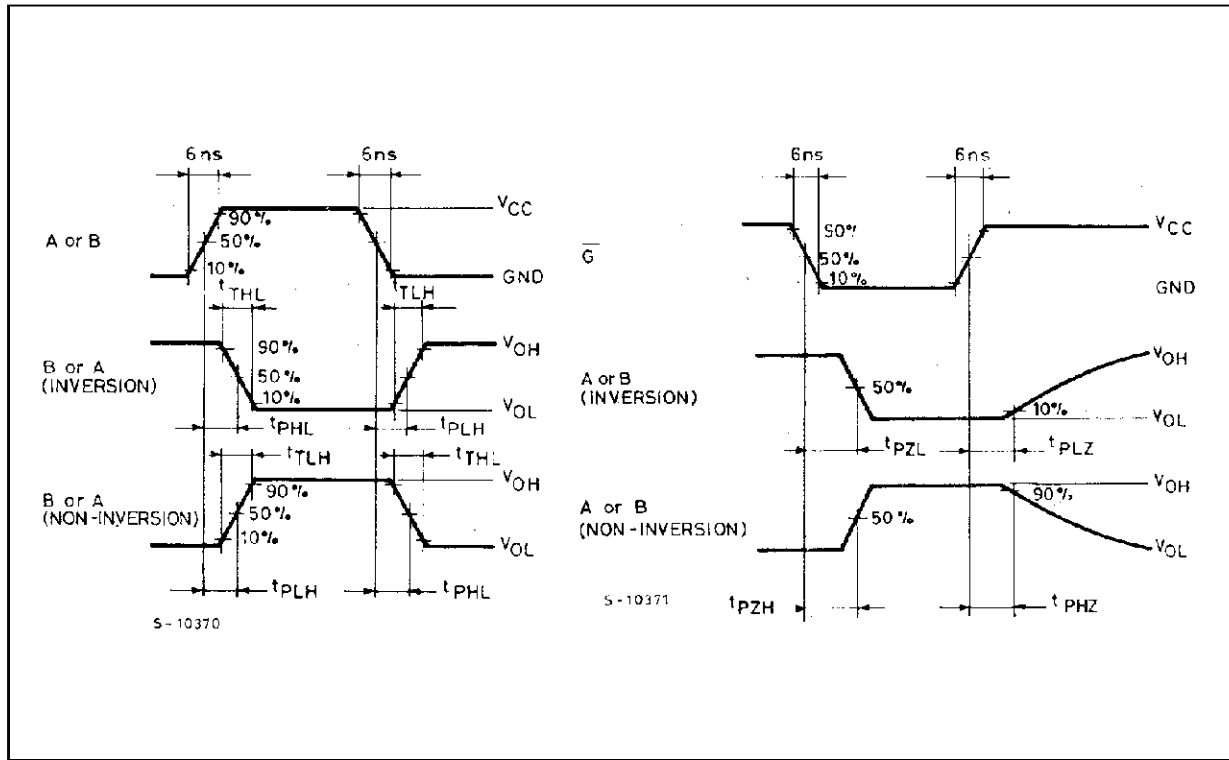 6ns
6ns
VCC
90%
A or B
50%
10%
GND
tTHL
tTLH
VOH
90%
B or A
(INVERSION)
50%
10%
VOL
tPHL
tPLH
tTLH
tTHL
VOH
90%
B or A
(NON-INVERSION)
50%
10%
VOL
tPLH
tPHL
S-10370
6ns
6ns
VCC
90%
G
50%
10%
GND
VOH
A or B
(INVERSION)
50%
10%
VOL
tPZL
tPLZ
VOH
90%
A or B
(NON-INVERSION)
50%
VOL
S-10371
tPZH
tPHZ